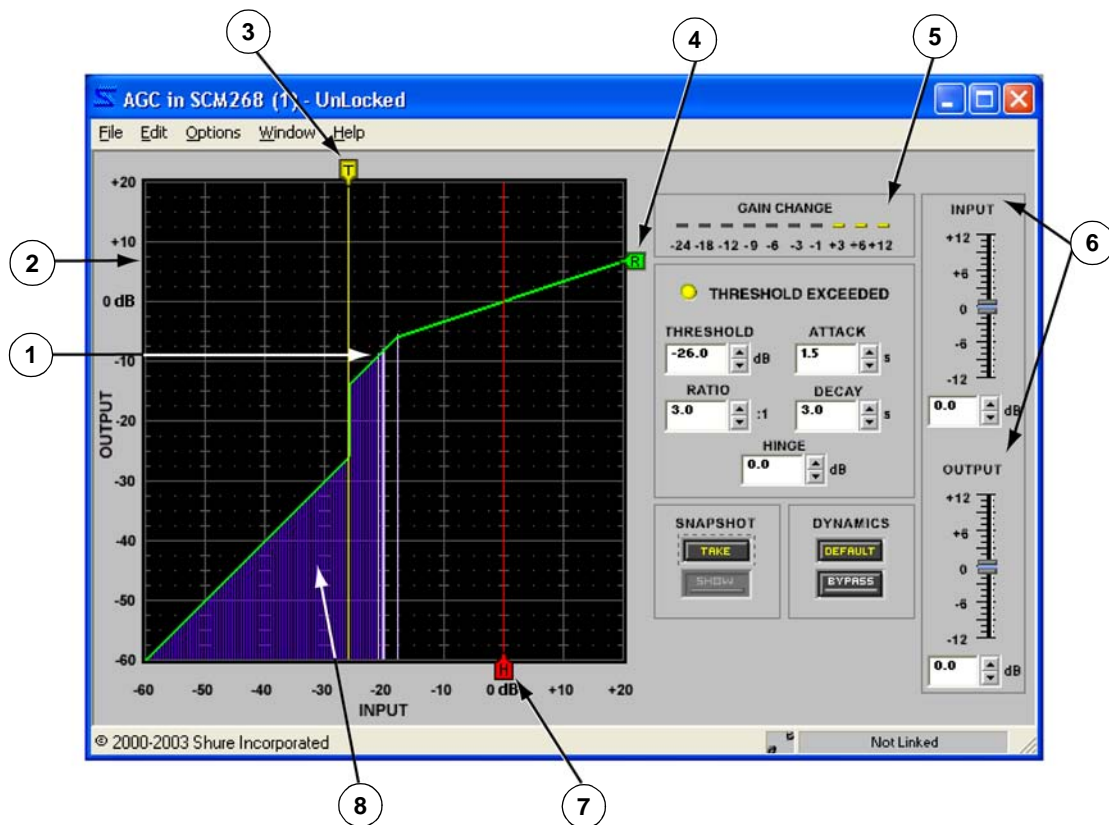 3
4
5
AGC in SCM268 (1) - UnLocked
File Edit Options Window Help
T
+20
+10
0 dB
-10
-20
-30
-40
-50
-60
OUTPUT
2
1
R
-60 -50 -40 -30 -20 -10 0 dB +10 +20
INPUT
H
GAIN CHANGE
-24 -18 -12 -9 -6 -3 -1 +3 +6 +12
THRESHOLD EXCEEDED
THRESHOLD ATTACK
-26.0 dB 1.5 s
RATIO DECAY
3.0 :1 3.0 s
HINGE
0.0 dB
SNAPSHOT
TAKE
SHOW
DYNAMICS
DEFAULT
BYPASS
INPUT
+12
+6
0
-6
-12
0.0 dB
6
OUTPUT
+12
+6
0
-6
-12
0.0 dB
© 2000-2003 Shure Incorporated
Not Linked
8
7